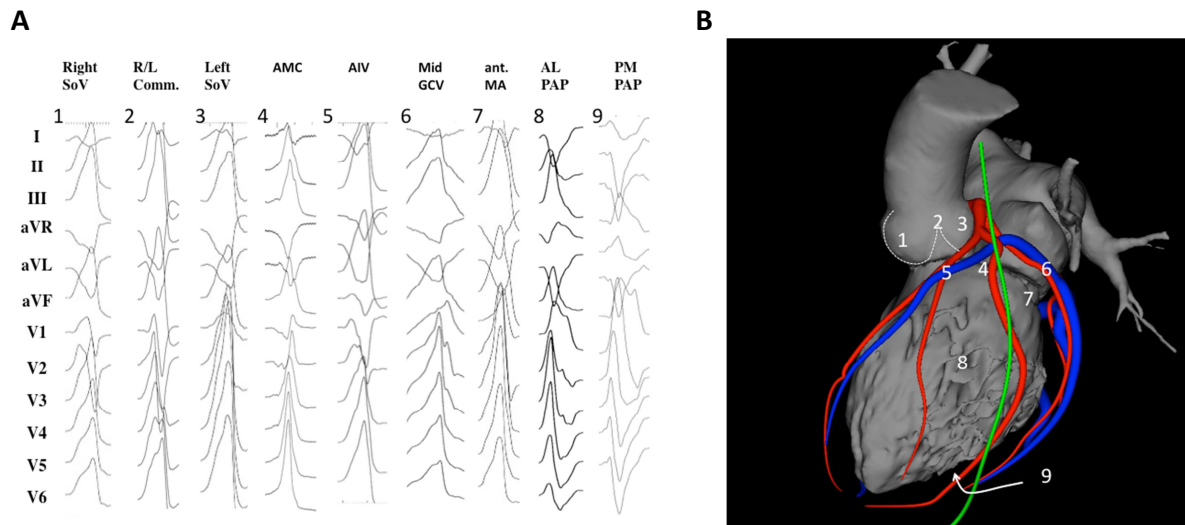 A
B
Right SoV
R/L Comm.
Left SoV
AMC
AIV
Mid GCV
ant. MA
AL PAP
PM PAP
1 2 3 4 5 6 7 8 9
I
II
III
aVR
aVL
aVF
V1
V2
V3
V4
V5
V6
1
2
3
5
4
6
7
8
9